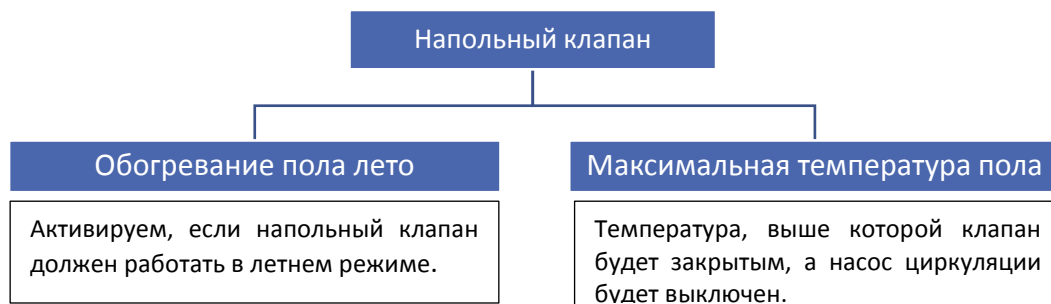 Напольный клапан
Обогревание пола лето
Активируем, если напольный клапан
должен работать в летнем режиме.
Максимальная температура пола
Температура, выше которой клапан
будет закрытым, а насос циркуляции
будет выключен.